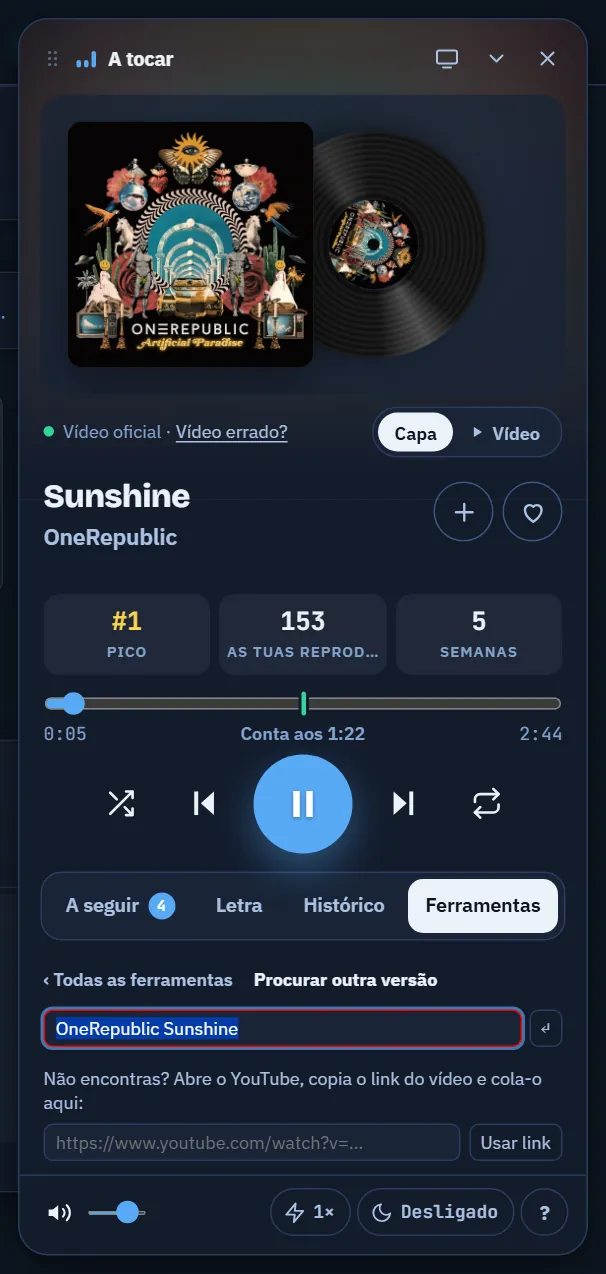 A tocar
ONEREPUBLIC
Artificial Paradise
Vídeo oficial · Vídeo errado?
Capa
Vídeo
Sunshine
OneRepublic
#1
PICO
153
AS TUAS REPROD…
5
SEMANAS
0:05
Conta aos 1:22
2:44
A seguir 4
Letra
Histórico
Ferramentas
‹ Todas as ferramentas
Procurar outra versão
OneRepublic Sunshine
Não encontras? Abre o YouTube, copia o link do vídeo e cola-o
aqui:
https://www.youtube.com/watch?v=...
Usar link
1×
Desligado
?